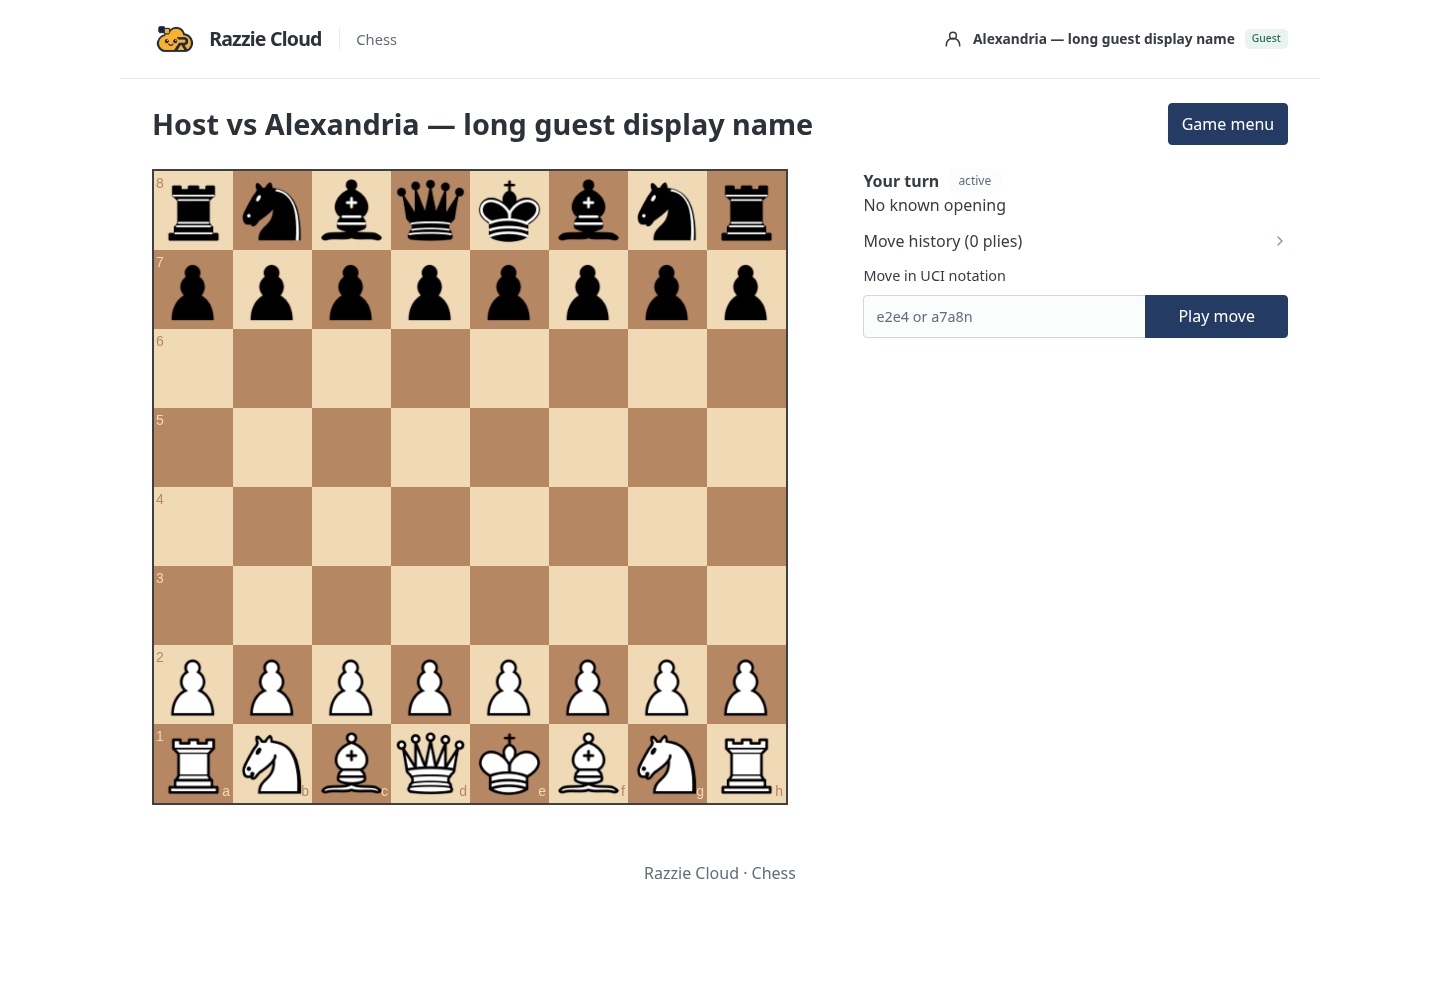 Razzie Cloud
Chess
Alexandria — long guest display name
Guest
Host vs Alexandria — long guest display name
Game menu
Your turn
active
No known opening
Move history (0 plies)
Move in UCI notation
e2e4 or a7a8n
Play move
8
7
6
5
4
3
2
1
a b c d e f g h
Razzie Cloud · Chess